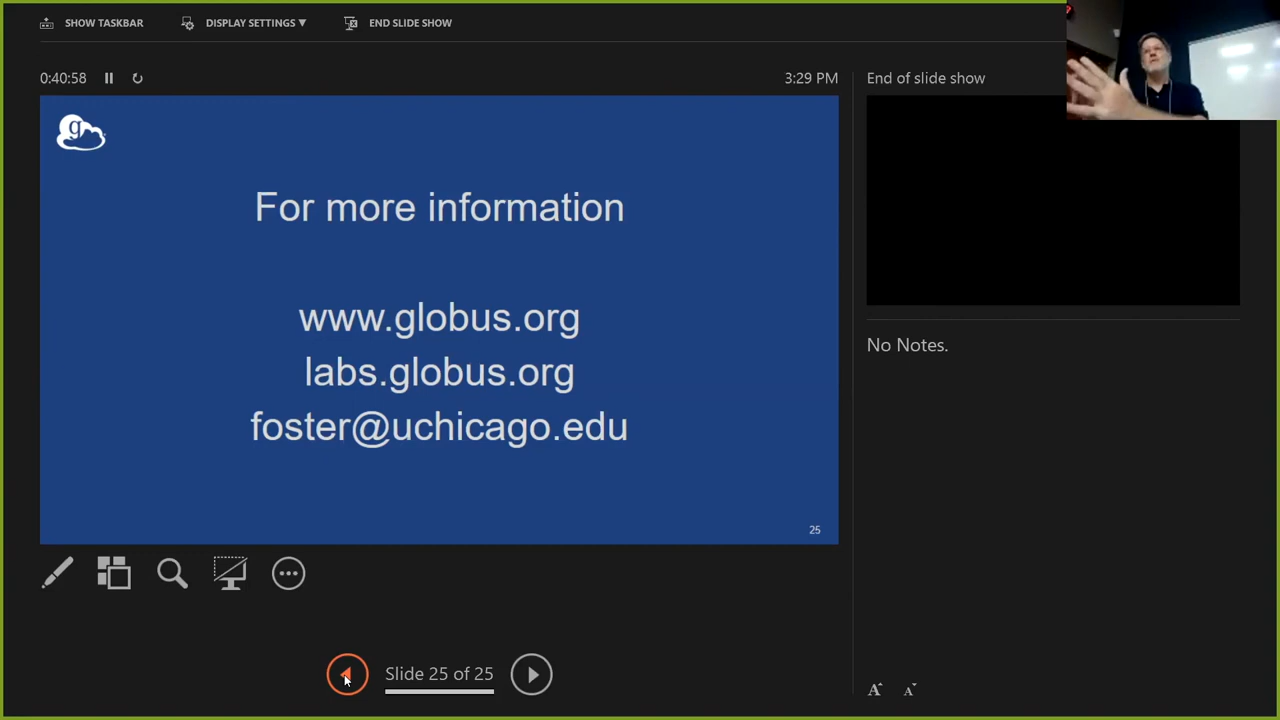 SHOW TASKBAR
DISPLAY SETTINGS ▼
END SLIDE SHOW
0:40:58
3:29 PM
End of slide show
g
For more information
www.globus.org
labs.globus.org
foster@uchicago.edu
25
No Notes.
Slide 25 of 25
A A